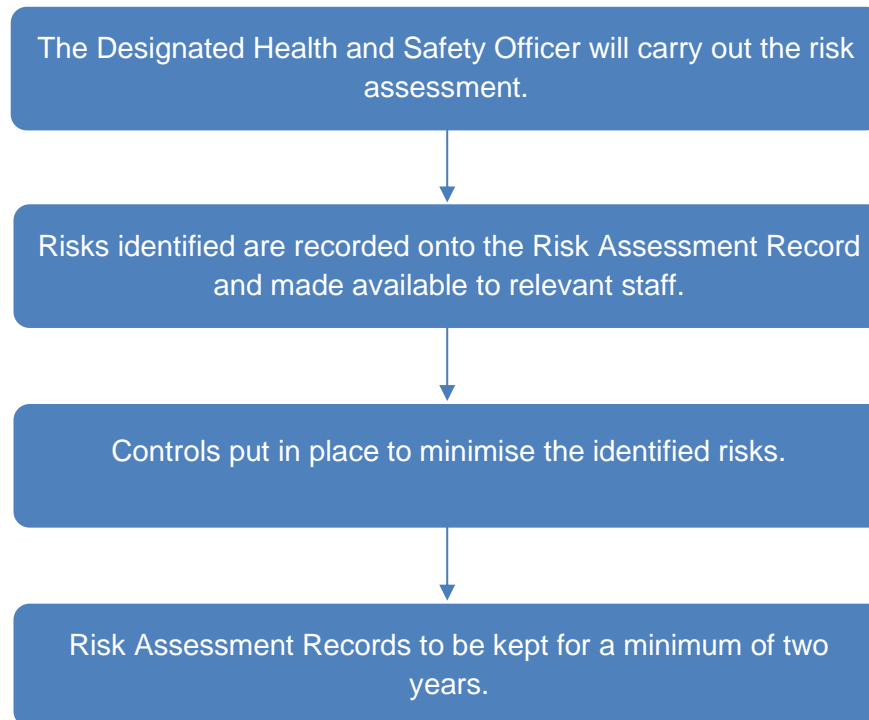 The Designated Health and Safety Officer will carry out the risk
assessment.
Risks identified are recorded onto the Risk Assessment Record
and made available to relevant staff.
Controls put in place to minimise the identified risks.
Risk Assessment Records to be kept for a minimum of two
years.